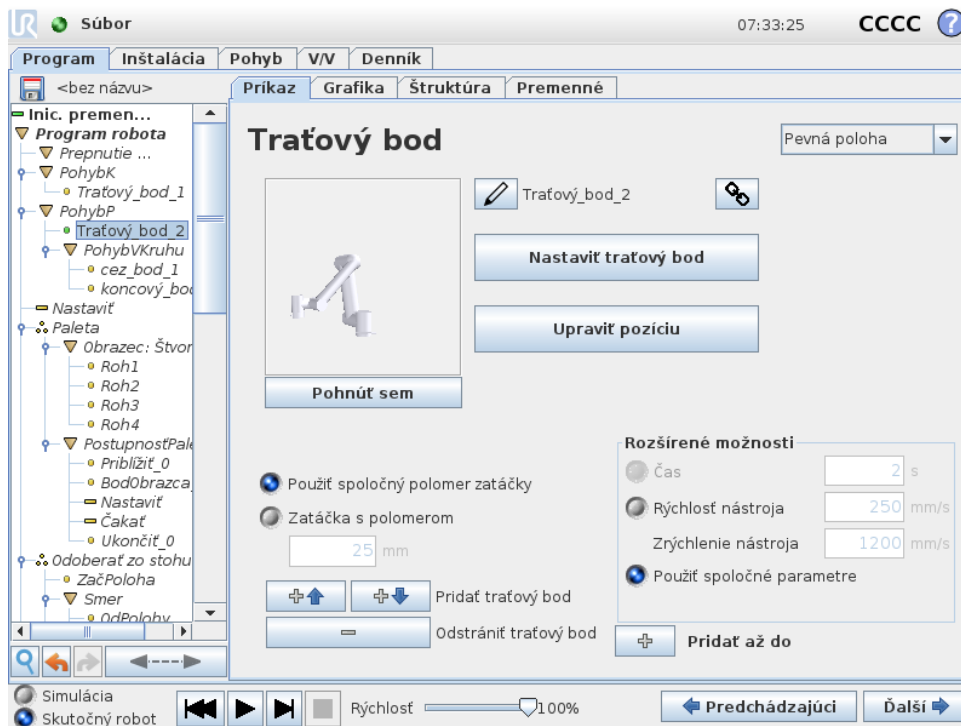 UR Súbor 07:33:25 CCCC ?
Program Inštalácia Pohyb V/V Denník
<bez názvu>
Príkaz Grafika Štruktúra Premenné
Inic. premen...
Program robota
Prepnutie ...
PohybK
Traťový_bod_1
PohybP
Traťový_bod_2
PohybVKruhu
cez_bod_1
koncový_bo
Nastaviť
Paleta
Obrazec: Štvor
Roh1
Roh2
Roh3
Roh4
PostupnosťPale
Priblížiť_0
BodObrazca_
Nastaviť
Čakať
Ukončiť_0
Odoberať zo stohu
ZačPoloha
Smer
OdPolohy
Traťový bod
Pevná poloha
Traťový_bod_2
Nastaviť traťový bod
Upraviť pozíciu
Pohnúť sem
Použiť spoločný polomer zatáčky
Zatáčka s polomerom
25 mm
Pridať traťový bod
Odstrániť traťový bod
Rozšírené možnosti
Čas 2 s
Rýchlosť nástroja 250 mm/s
Zrýchlenie nástroja 1200 mm/s
Použiť spoločné parametre
Pridať až do
Simulácia
Skutočný robot
Rýchlosť 100%
Predchádzajúci Ďalší